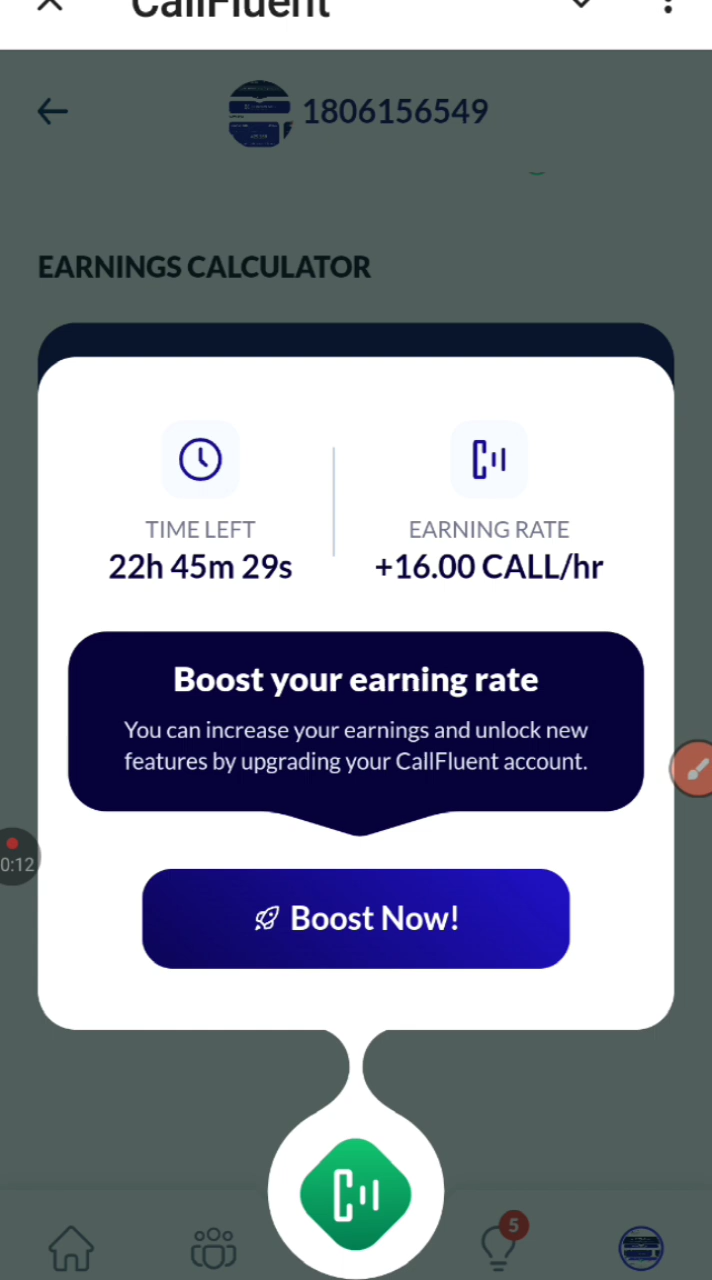 CallFluent
1806156549
EARNINGS CALCULATOR
TIME LEFT
22h 45m 29s
EARNING RATE
+16.00 CALL/hr
Boost your earning rate
You can increase your earnings and unlock new
features by upgrading your CallFluent account.
0:12
Boost Now!
5